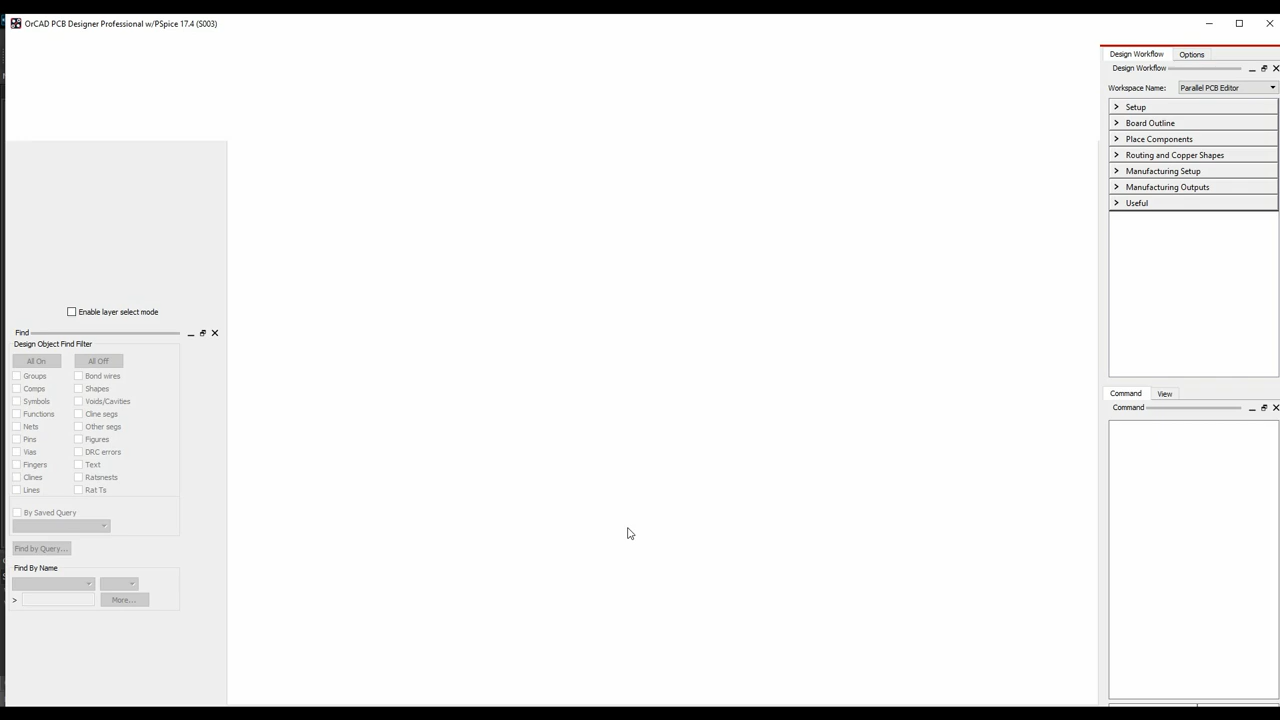 OrCAD PCB Designer Professional w/PSpice 17.4 (S003)
Design Workflow Options
Design Workflow
Workspace Name: Parallel PCB Editor
Setup
Board Outline
Place Components
Routing and Copper Shapes
Manufacturing Setup
Manufacturing Outputs
Useful
Enable layer select mode
Find
Design Object Find Filter
All On All Off
Groups Bond wires
Comps Shapes
Symbols Voids/Cavities
Functions Cline segs
Nets Other segs
Pins Figures
Vias DRC errors
Fingers Text
Clines Ratsnests
Lines Rat Ts
By Saved Query
Find by Query...
Find By Name
> More...
Command View
Command